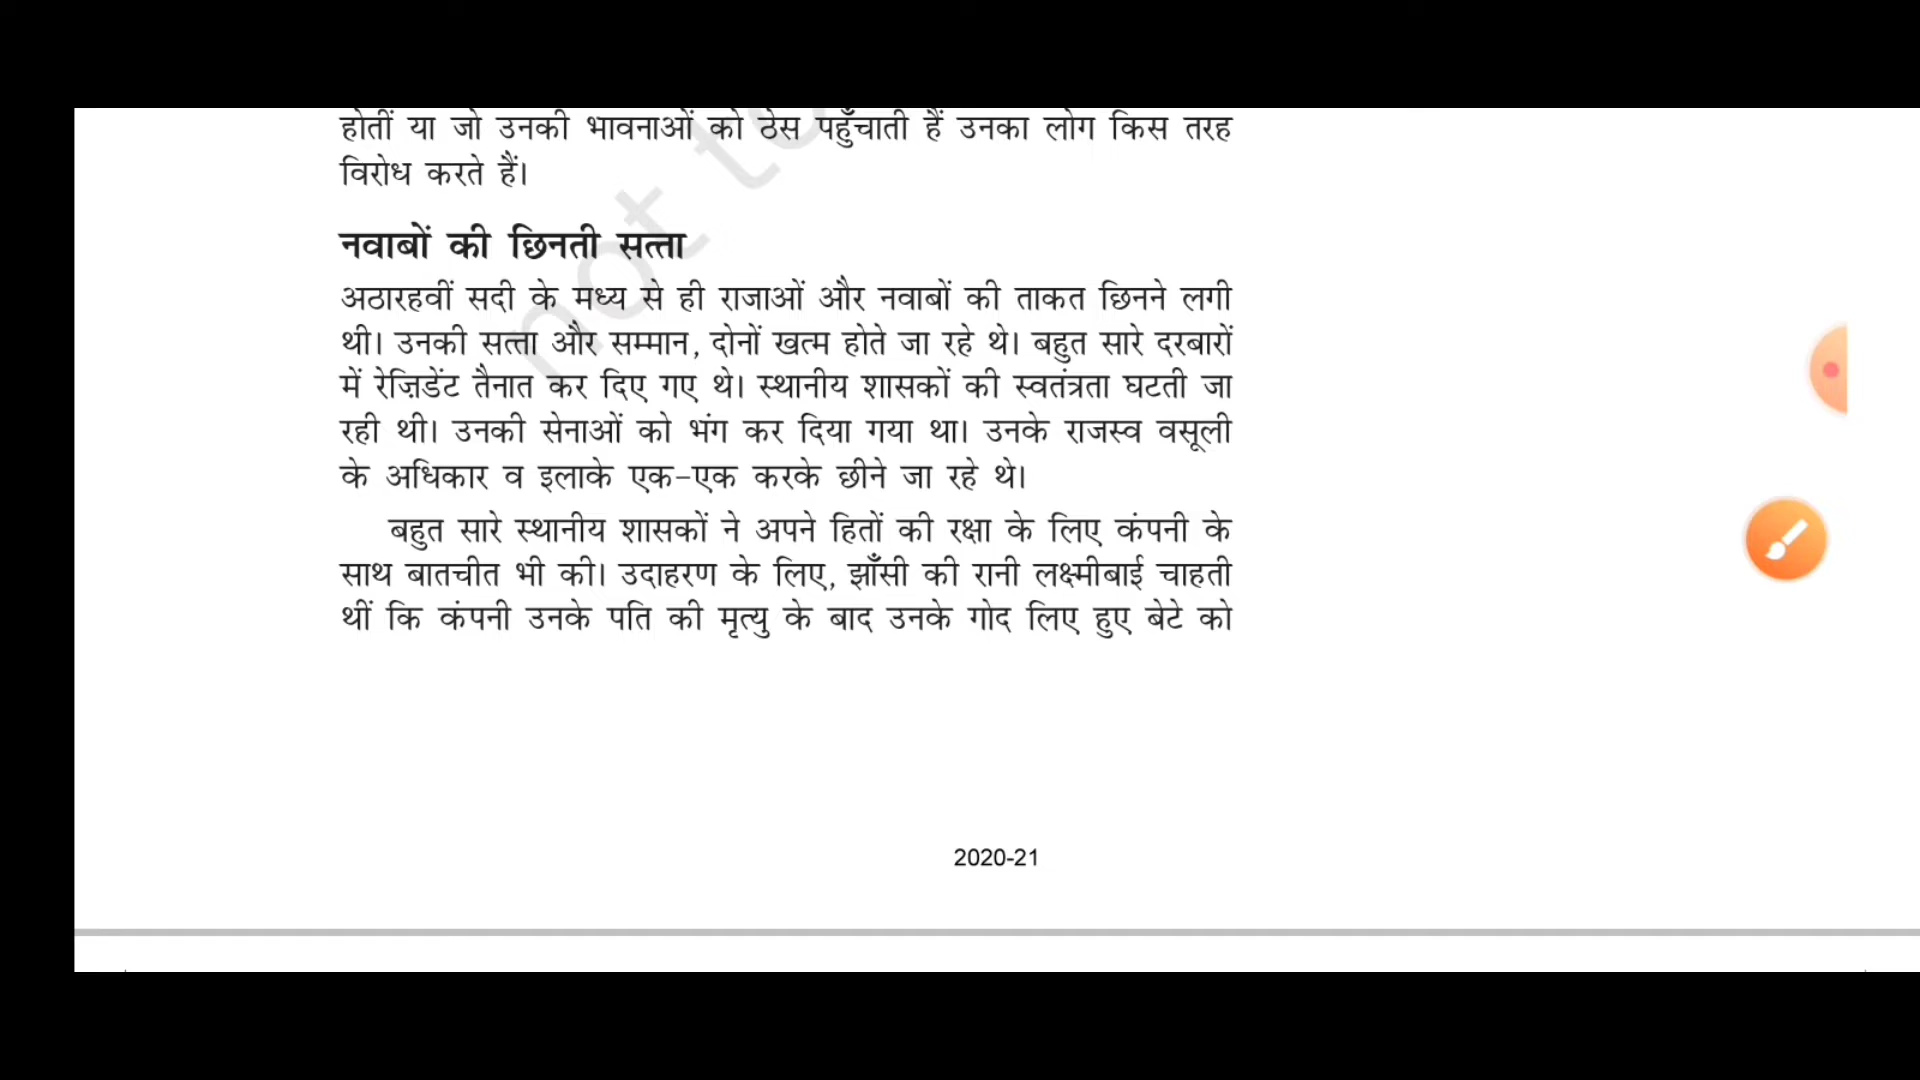 होतीं या जो उनकी भावनाओं को ठेस पहुँचाती हैं उनका लोग किस तरह
विरोध करते हैं।
नवाबों की छिनती सत्ता
अठारहवीं सदी के मध्य से ही राजाओं और नवाबों की ताकत छिनने लगी
थी। उनकी सत्ता और सम्मान, दोनों खत्म होते जा रहे थे। बहुत सारे दरबारों
में रेज़िडेंट तैनात कर दिए गए थे। स्थानीय शासकों की स्वतंत्रता घटती जा
रही थी। उनकी सेनाओं को भंग कर दिया गया था। उनके राजस्व वसूली
के अधिकार व इलाके एक-एक करके छीने जा रहे थे।
बहुत सारे स्थानीय शासकों ने अपने हितों की रक्षा के लिए कंपनी के
साथ बातचीत भी की। उदाहरण के लिए, झाँसी की रानी लक्ष्मीबाई चाहती
थीं कि कंपनी उनके पति की मृत्यु के बाद उनके गोद लिए हुए बेटे को
not to
2020-21